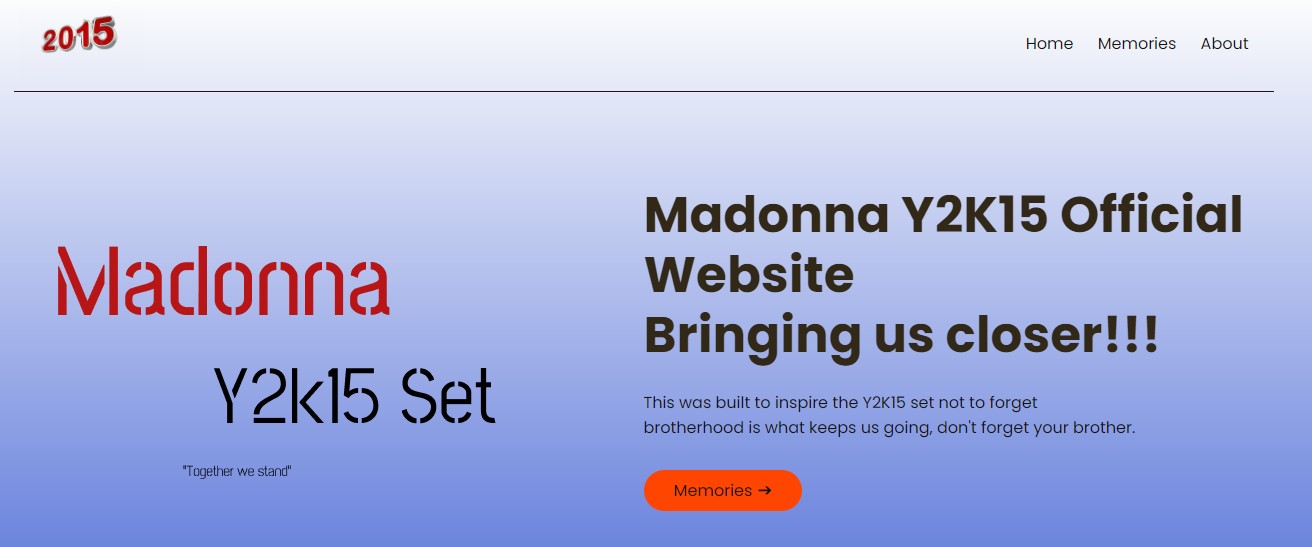 2015
Home Memories About
Madonna
Y2k15 Set
"Together we stand"
Madonna Y2K15 Official
Website
Bringing us closer!!!
This was built to inspire the Y2K15 set not to forget
brotherhood is what keeps us going, don't forget your brother.
Memories →